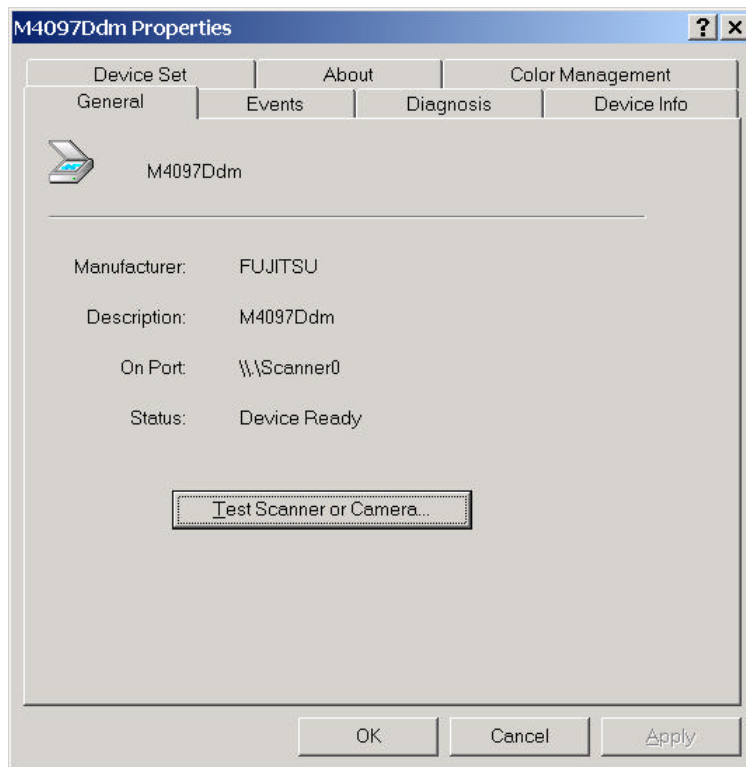 M4097Ddm Properties
Device Set About Color Management
General Events Diagnosis Device Info
M4097Ddm
Manufacturer: FUJITSU
Description: M4097Ddm
On Port: \\.\Scanner0
Status: Device Ready
Test Scanner or Camera...
OK Cancel Apply